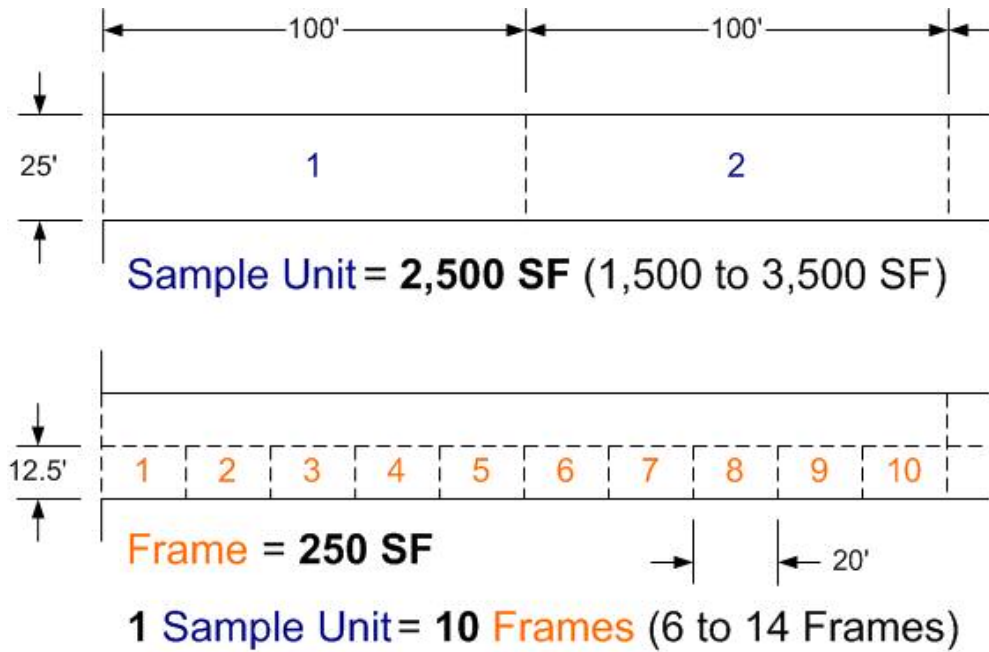 100' 100'
25'
1 2
Sample Unit = 2,500 SF (1,500 to 3,500 SF)
12.5' 1 2 3 4 5 6 7 8 9 10
Frame = 250 SF
20'
1 Sample Unit = 10 Frames (6 to 14 Frames)